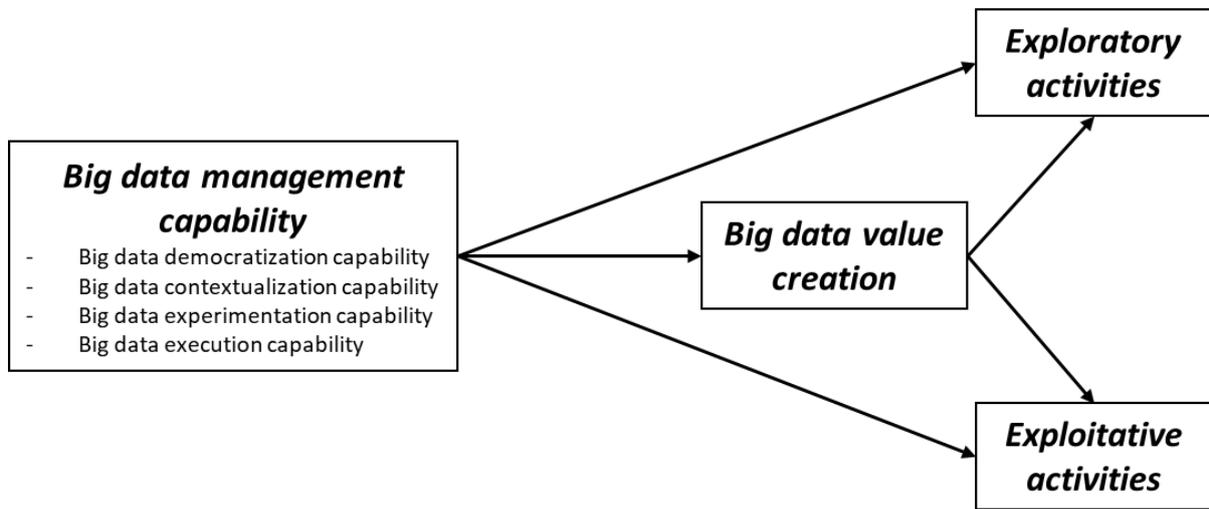 Exploratory
activities
Big data management
capability
- Big data democratization capability
- Big data contextualization capability
- Big data experimentation capability
- Big data execution capability
Big data value
creation
Exploitative
activities